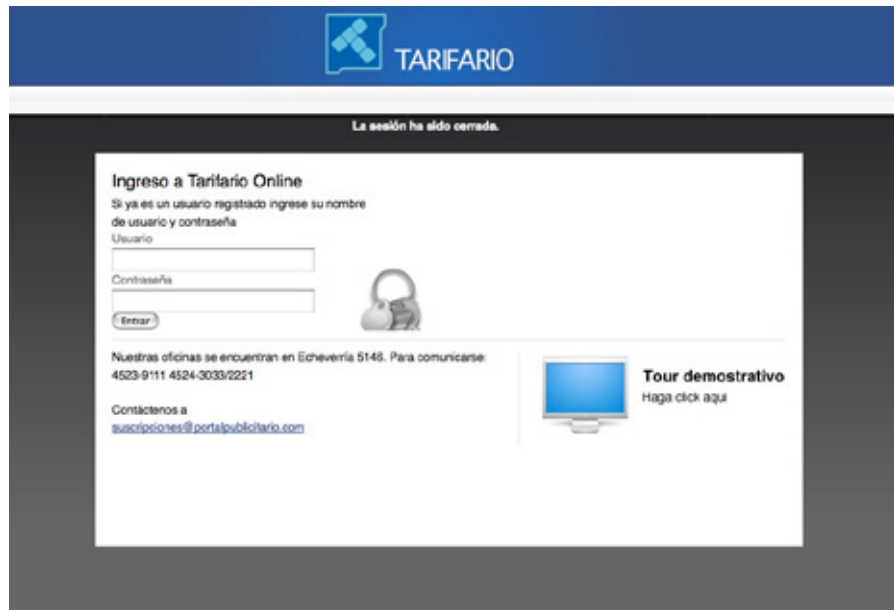 TARIFARIO
La sesión ha sido cerrada.
Ingreso a Tarifario Online
Si ya es un usuario registrado ingrese su nombre
de usuario y contraseña
Usuario
Contraseña
Entrar
Nuestras oficinas se encuentran en Echeverría 5146. Para comunicarse:
4523-9111 4524-3033/2221
Contáctenos a
suscripciones@portalpublicitario.com
Tour demostrativo
Haga click aqui